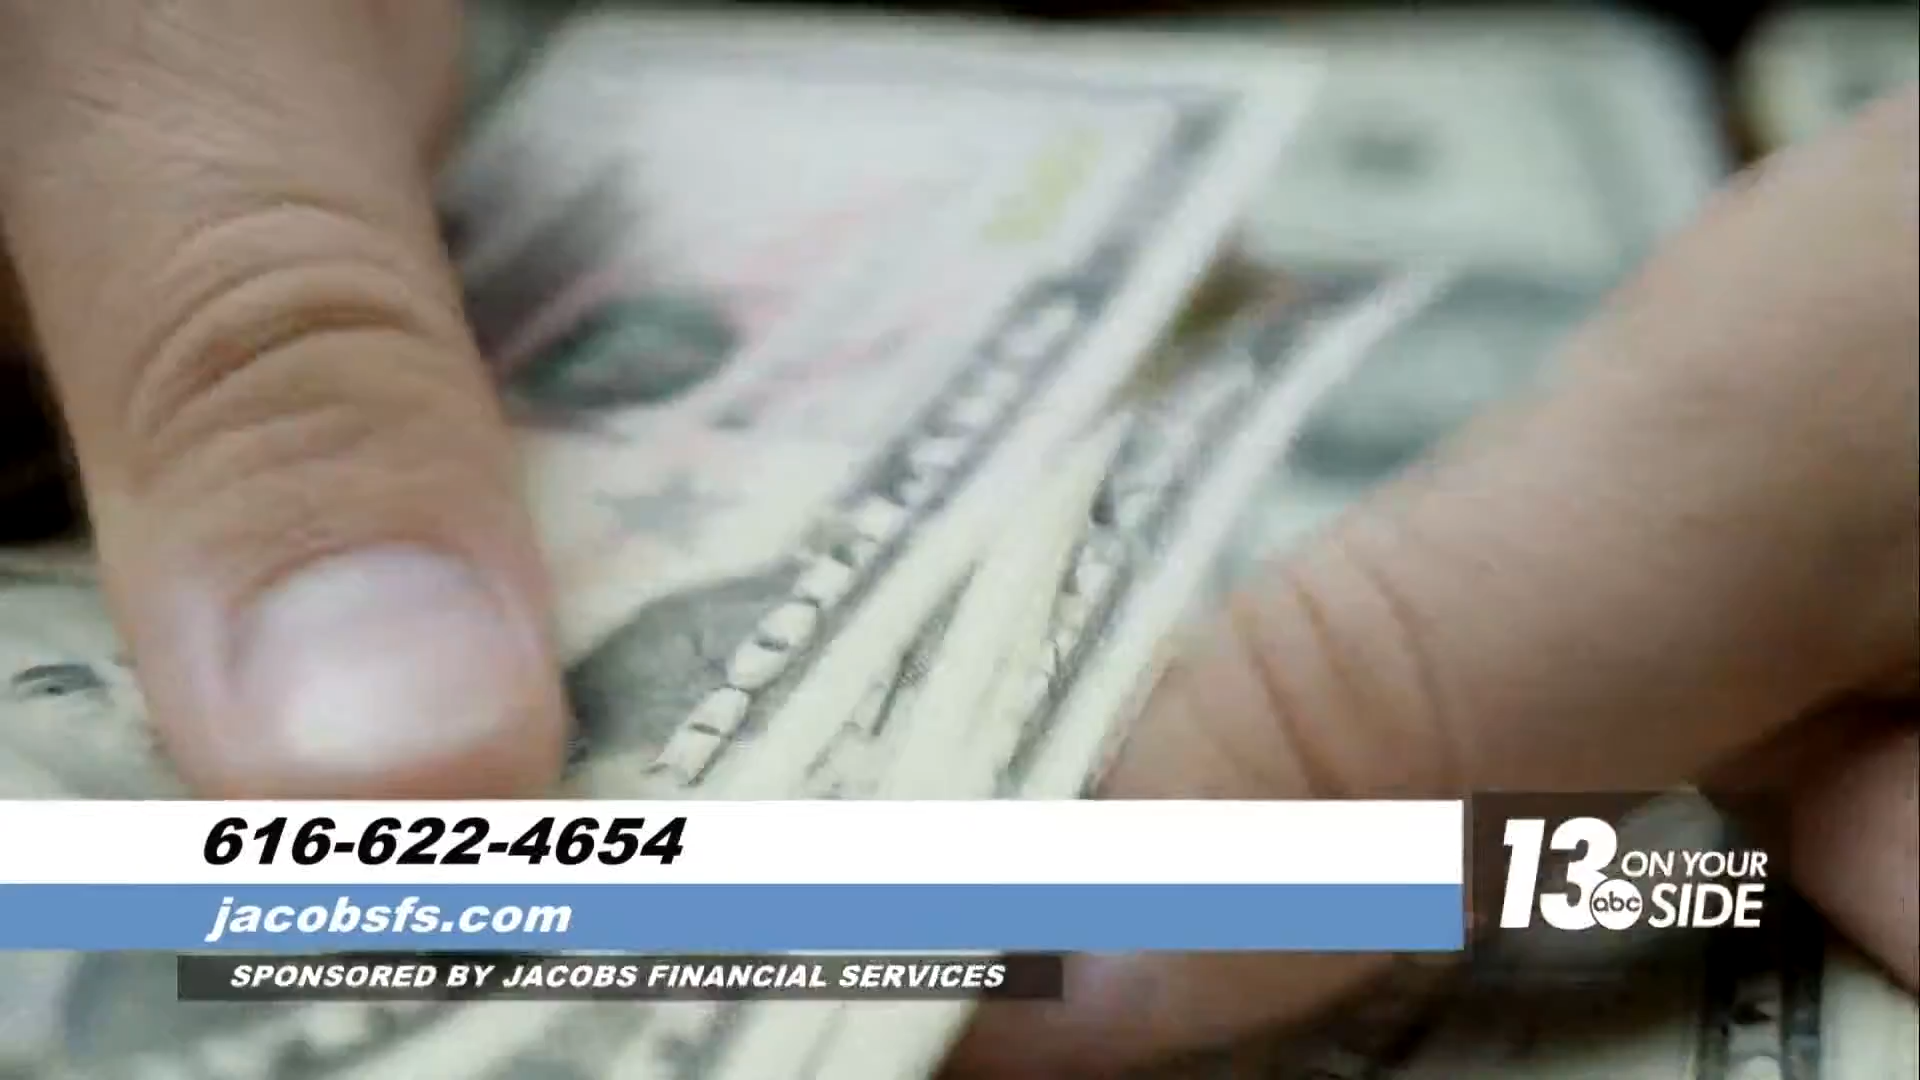 616-622-4654
jacobsfs.com
SPONSORED BY JACOBS FINANCIAL SERVICES
13 ON YOUR
abc SIDE